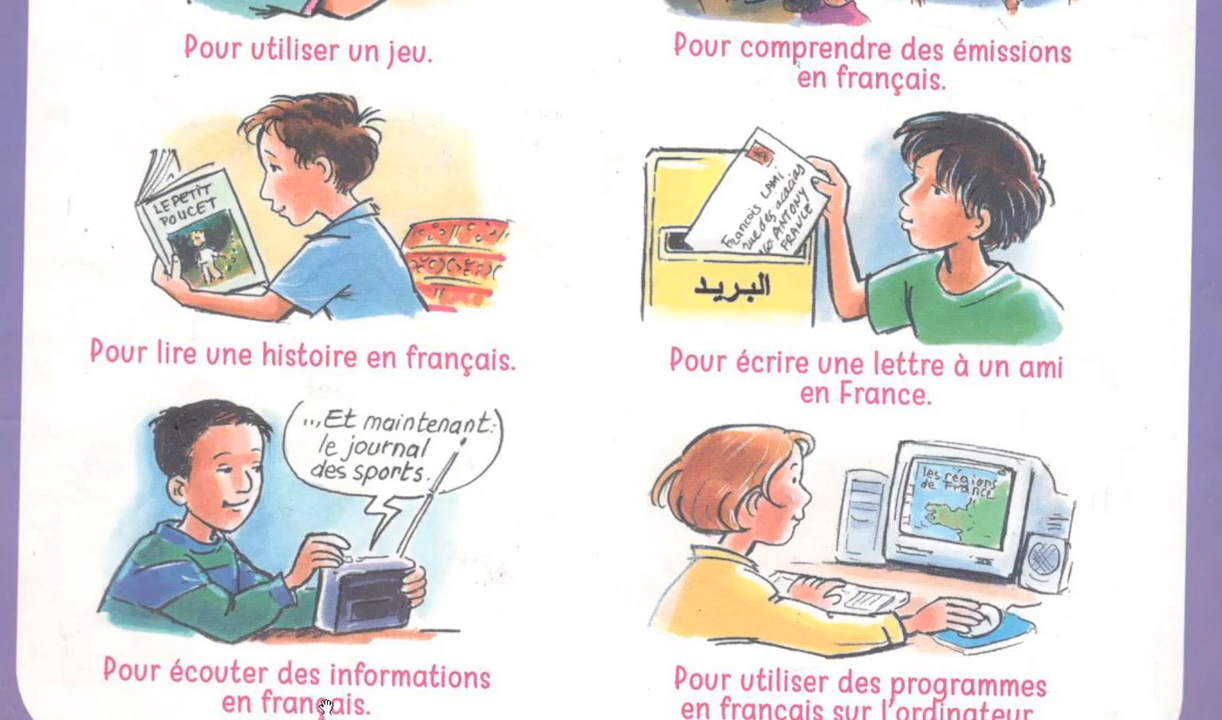 Pour utiliser un jeu.
Pour comprendre des émissions
en français.
LE PETIT
POUCET
Pour lire une histoire en français.
François LAMI
rue des acacias
ANTONY
FRANCE
البريد
Pour écrire une lettre à un ami
en France.
...Et maintenant:
le journal
des sports.
Pour écouter des informations
en français.
les régions
de France
Pour utiliser des programmes
en français sur l'ordinateur.